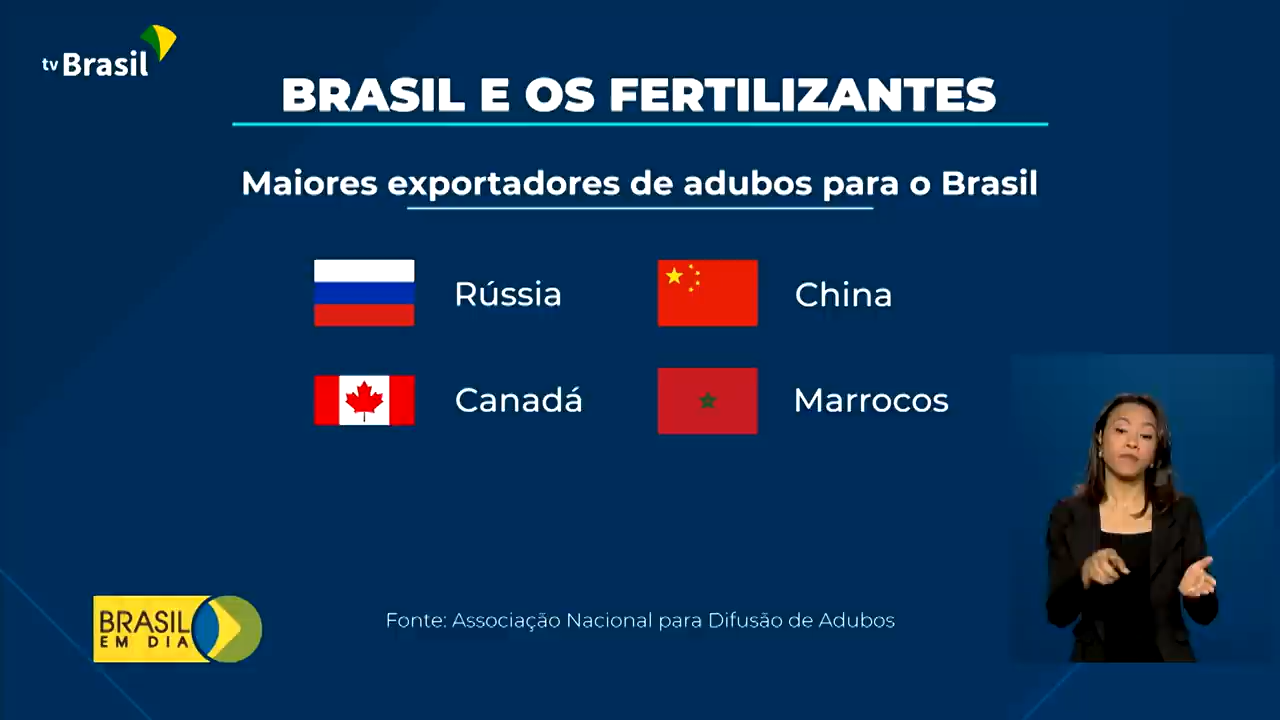 tv Brasil
BRASIL E OS FERTILIZANTES
Maiores exportadores de adubos para o Brasil
Rússia
China
Canadá
Marrocos
BRASIL
EM DIA
Fonte: Associação Nacional para Difusão de Adubos